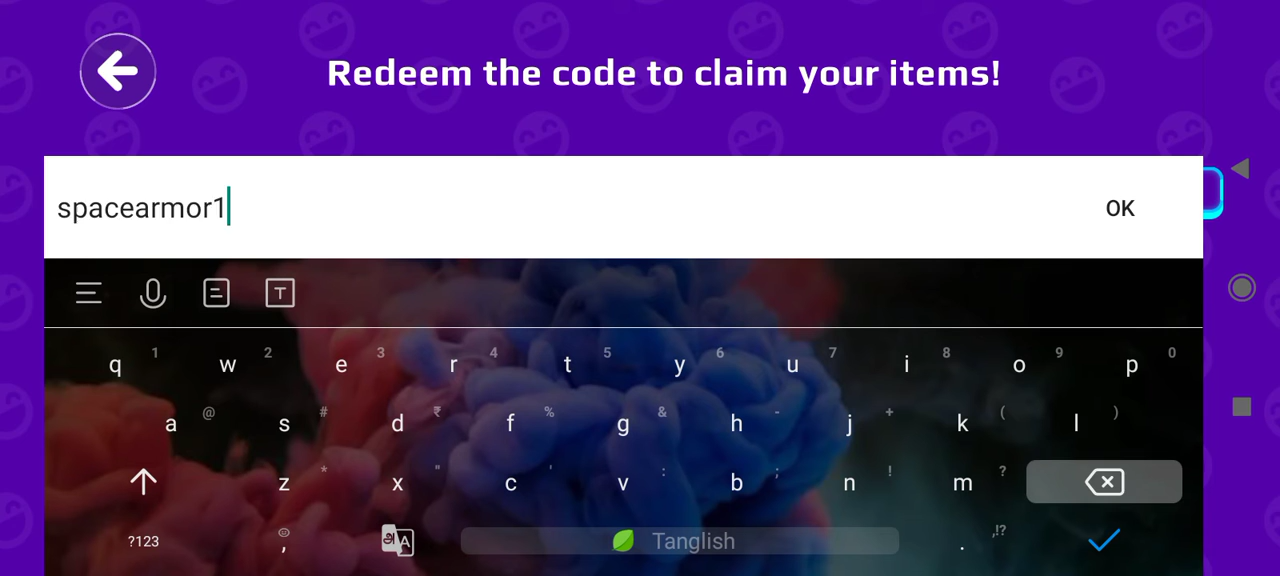 Redeem the code to claim your items!
spacearmor1
OK
T
1 2 3 4 5 6 7 8 9 0
q w e r t y u i o p
@ # ₹ % & - + ( )
a s d f g h j k l
* " ' : ; ! ?
z x c v b n m
?123 , அ A Tanglish . ,!?